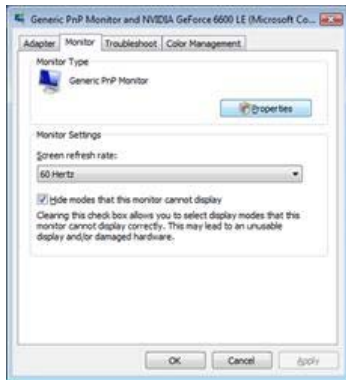 Generic PnP Monitor and NVIDIA GeForce 6600 LE (Microsoft Co...
Adapter Monitor Troubleshoot Color Management
Monitor Type
Generic PnP Monitor
Properties
Monitor Settings
Screen refresh rate:
60 Hertz
Hide modes that this monitor cannot display
Clearing this check box allows you to select display modes that this
monitor cannot display correctly. This may lead to an unusable
display and/or damaged hardware.
OK Cancel Apply